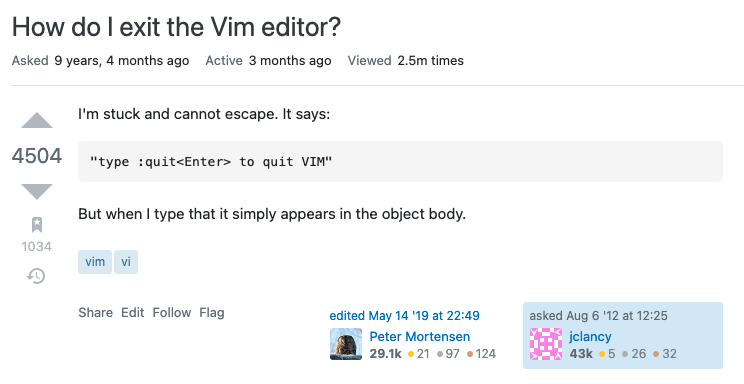 How do I exit the Vim editor?
Asked 9 years, 4 months ago Active 3 months ago Viewed 2.5m times
I'm stuck and cannot escape. It says:
4504
"type :quit<Enter> to quit VIM"
But when I type that it simply appears in the object body.
1034
vim vi
Share Edit Follow Flag
edited May 14 '19 at 22:49
Peter Mortensen
29.1k ●21 ●97 ●124
asked Aug 6 '12 at 12:25
jclancy
43k ●5 ●26 ●32